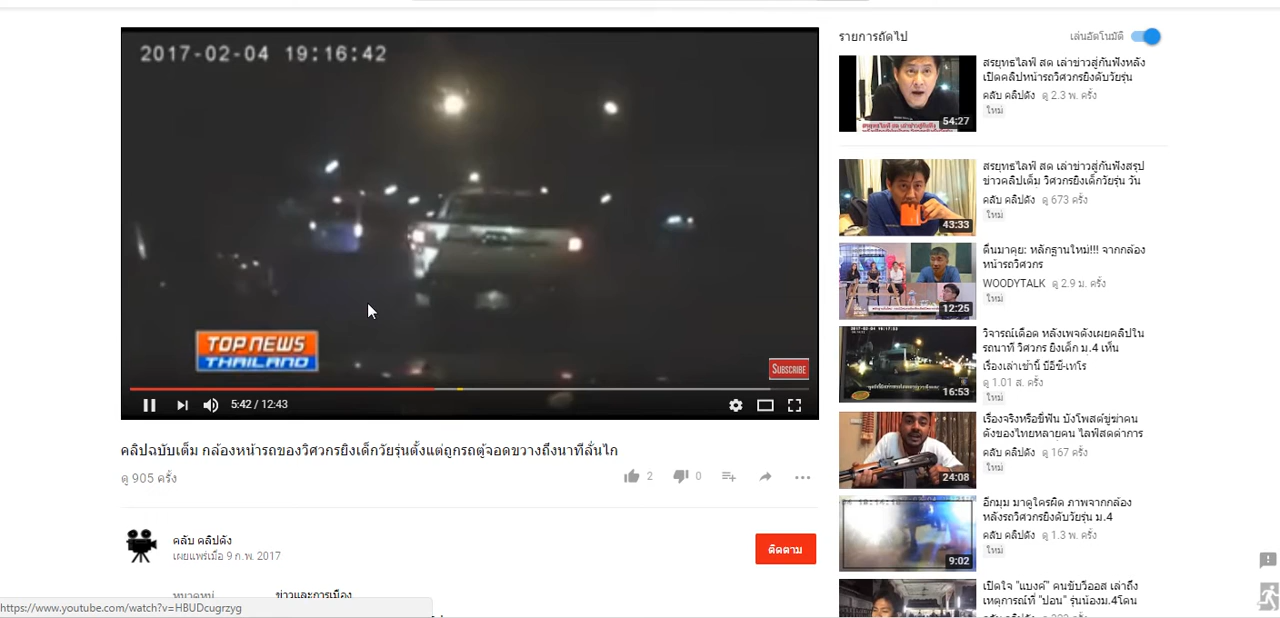 2017-02-04 19:16:42
TOP NEWS
THAILAND
SUBSCRIBE
5:42 / 12:43
คลิปฉบับเต็ม กล่องหน้ารถของวิศวกรยิงเด็กวัยรุ่นตั้งแต่ถูกรถตู้จอดขวางถึงนาทีลั่นไก
ดู 905 ครั้ง
2
0
คลับ คลิปดัง
เผยแพร่เมื่อ 9 ก.พ. 2017
ติดตาม
หมวดหมู่
ข่าวและการเมือง
https://www.youtube.com/watch?v=HBUDcugrzyg
รายการถัดไป
เล่นอัตโนมัติ
สรยุทธไลฟ์ สด เล่าข่าวสู่กันฟังหลัง
เปิดคลิปหน้ารถวิศวกรยิงดับวัยรุ่น
คลับ คลิปดัง ดู 2.3 พ. ครั้ง
ใหม่
54:27
สรยุทธไลฟ์ สด เล่าข่าวสู่กันฟังสรุป
ข่าวคลิปเต็ม วิศวกรยิงเด็กวัยรุ่น วัน
คลับ คลิปดัง ดู 673 ครั้ง
ใหม่
43:33
ตื่นมาคุย: หลักฐานใหม่!!! จากกล้อง
หน้ารถวิศวกร
WOODYTALK ดู 2.9 ม. ครั้ง
ใหม่
12:25
วิจารณ์เดือด หลังเพจดังเผยคลิปใน
รถนาที วิศวกร ยิงเด็ก ม.4 เห็น
เรื่องเล่าเช้านี้ บีอีซี-เทโร
ดู 1.01 ส. ครั้ง
ใหม่
16:53
เรื่องจริงหรือขี่ฟัน บังโพสต์ขู่ฆ่าคน
ดังของไทยหลายคน ไลฟ์สดด่าการ
คลับ คลิปดัง ดู 167 ครั้ง
ใหม่
24:08
อีกมุม มาดูใครผิด ภาพจากกล้อง
หลังรถวิศวกรยิงดับวัยรุ่น ม.4
คลับ คลิปดัง ดู 1.3 พ. ครั้ง
ใหม่
9:02
เปิดใจ "แบงค์" คนขับวีออส เล่าถึง
เหตุการณ์ที่ "ปอน" รุ่นน้องม.4โดน